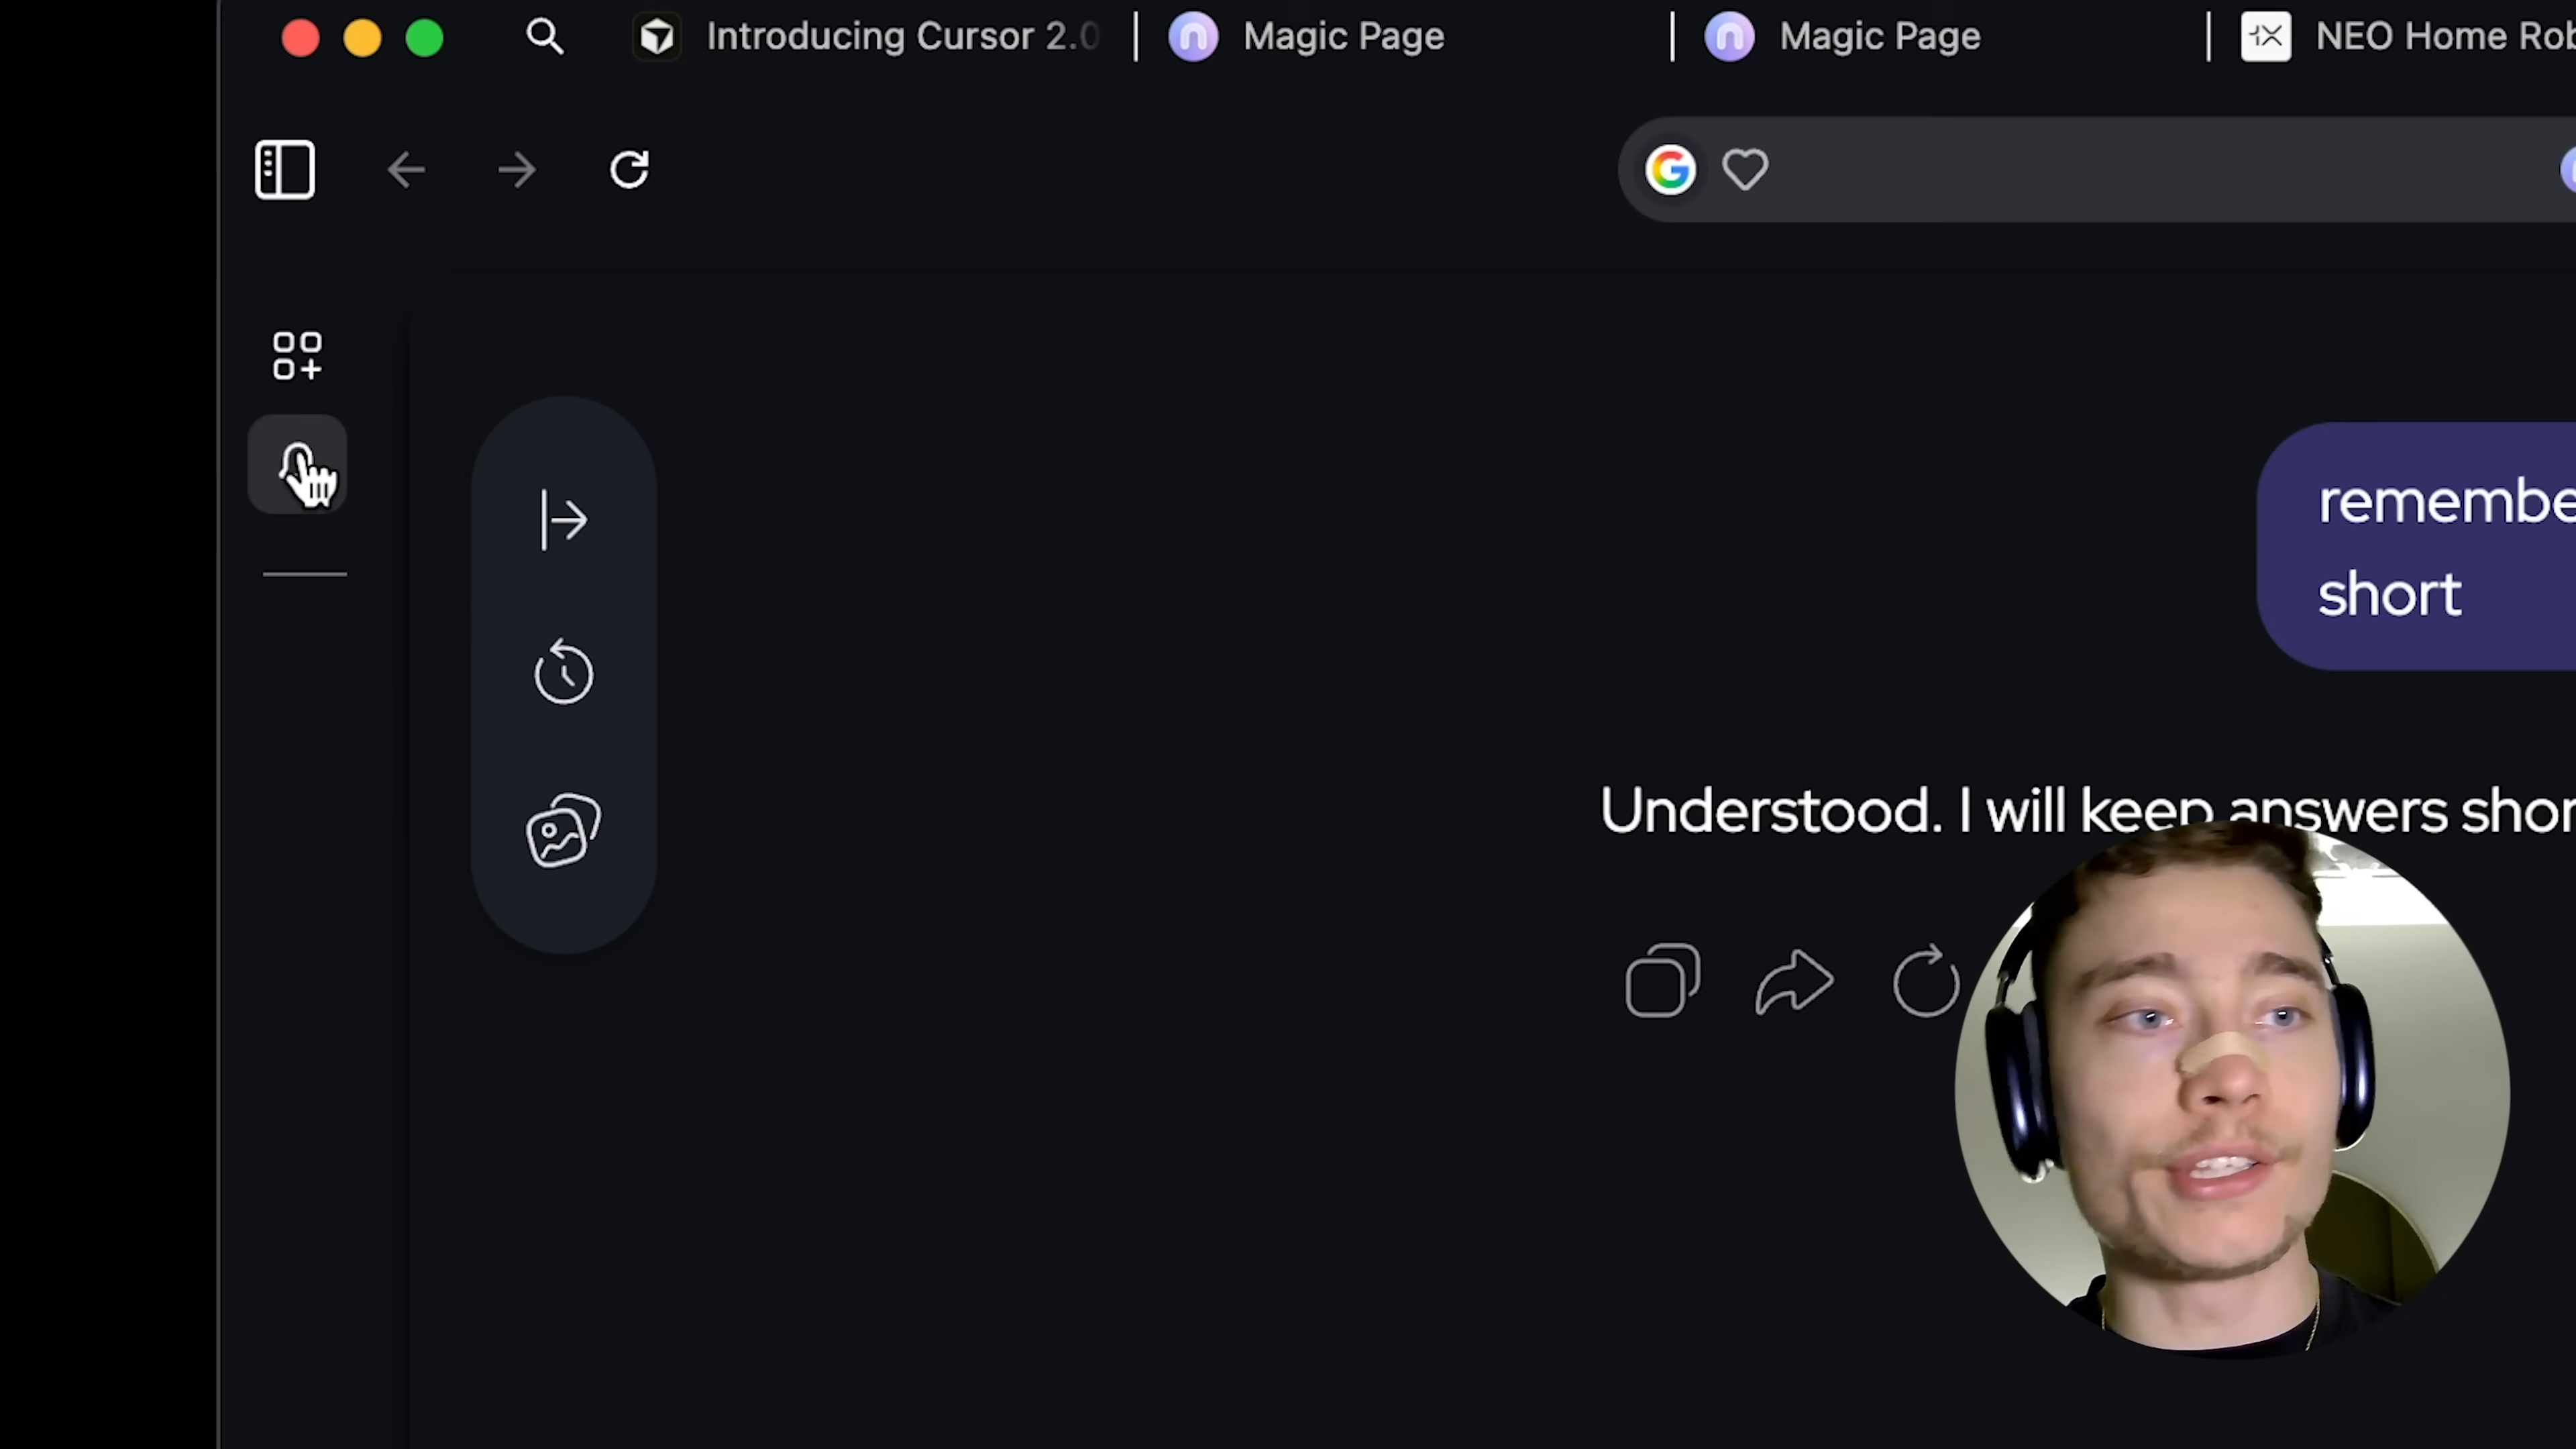 Introducing Cursor 2.0
Magic Page
Magic Page
NEO Home Rob
remembe
short
Understood. I will keep answers shor